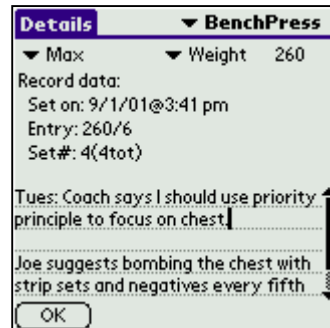 Details ▼ BenchPress
▼ Max ▼ Weight 260
Record data:
Set on: 9/1/01@3:41 pm
Entry: 260/6
Set#: 4(4tot)
Tues: Coach says I should use priority
principle to focus on chest.
Joe suggests bombing the chest with
strip sets and negatives every fifth
OK